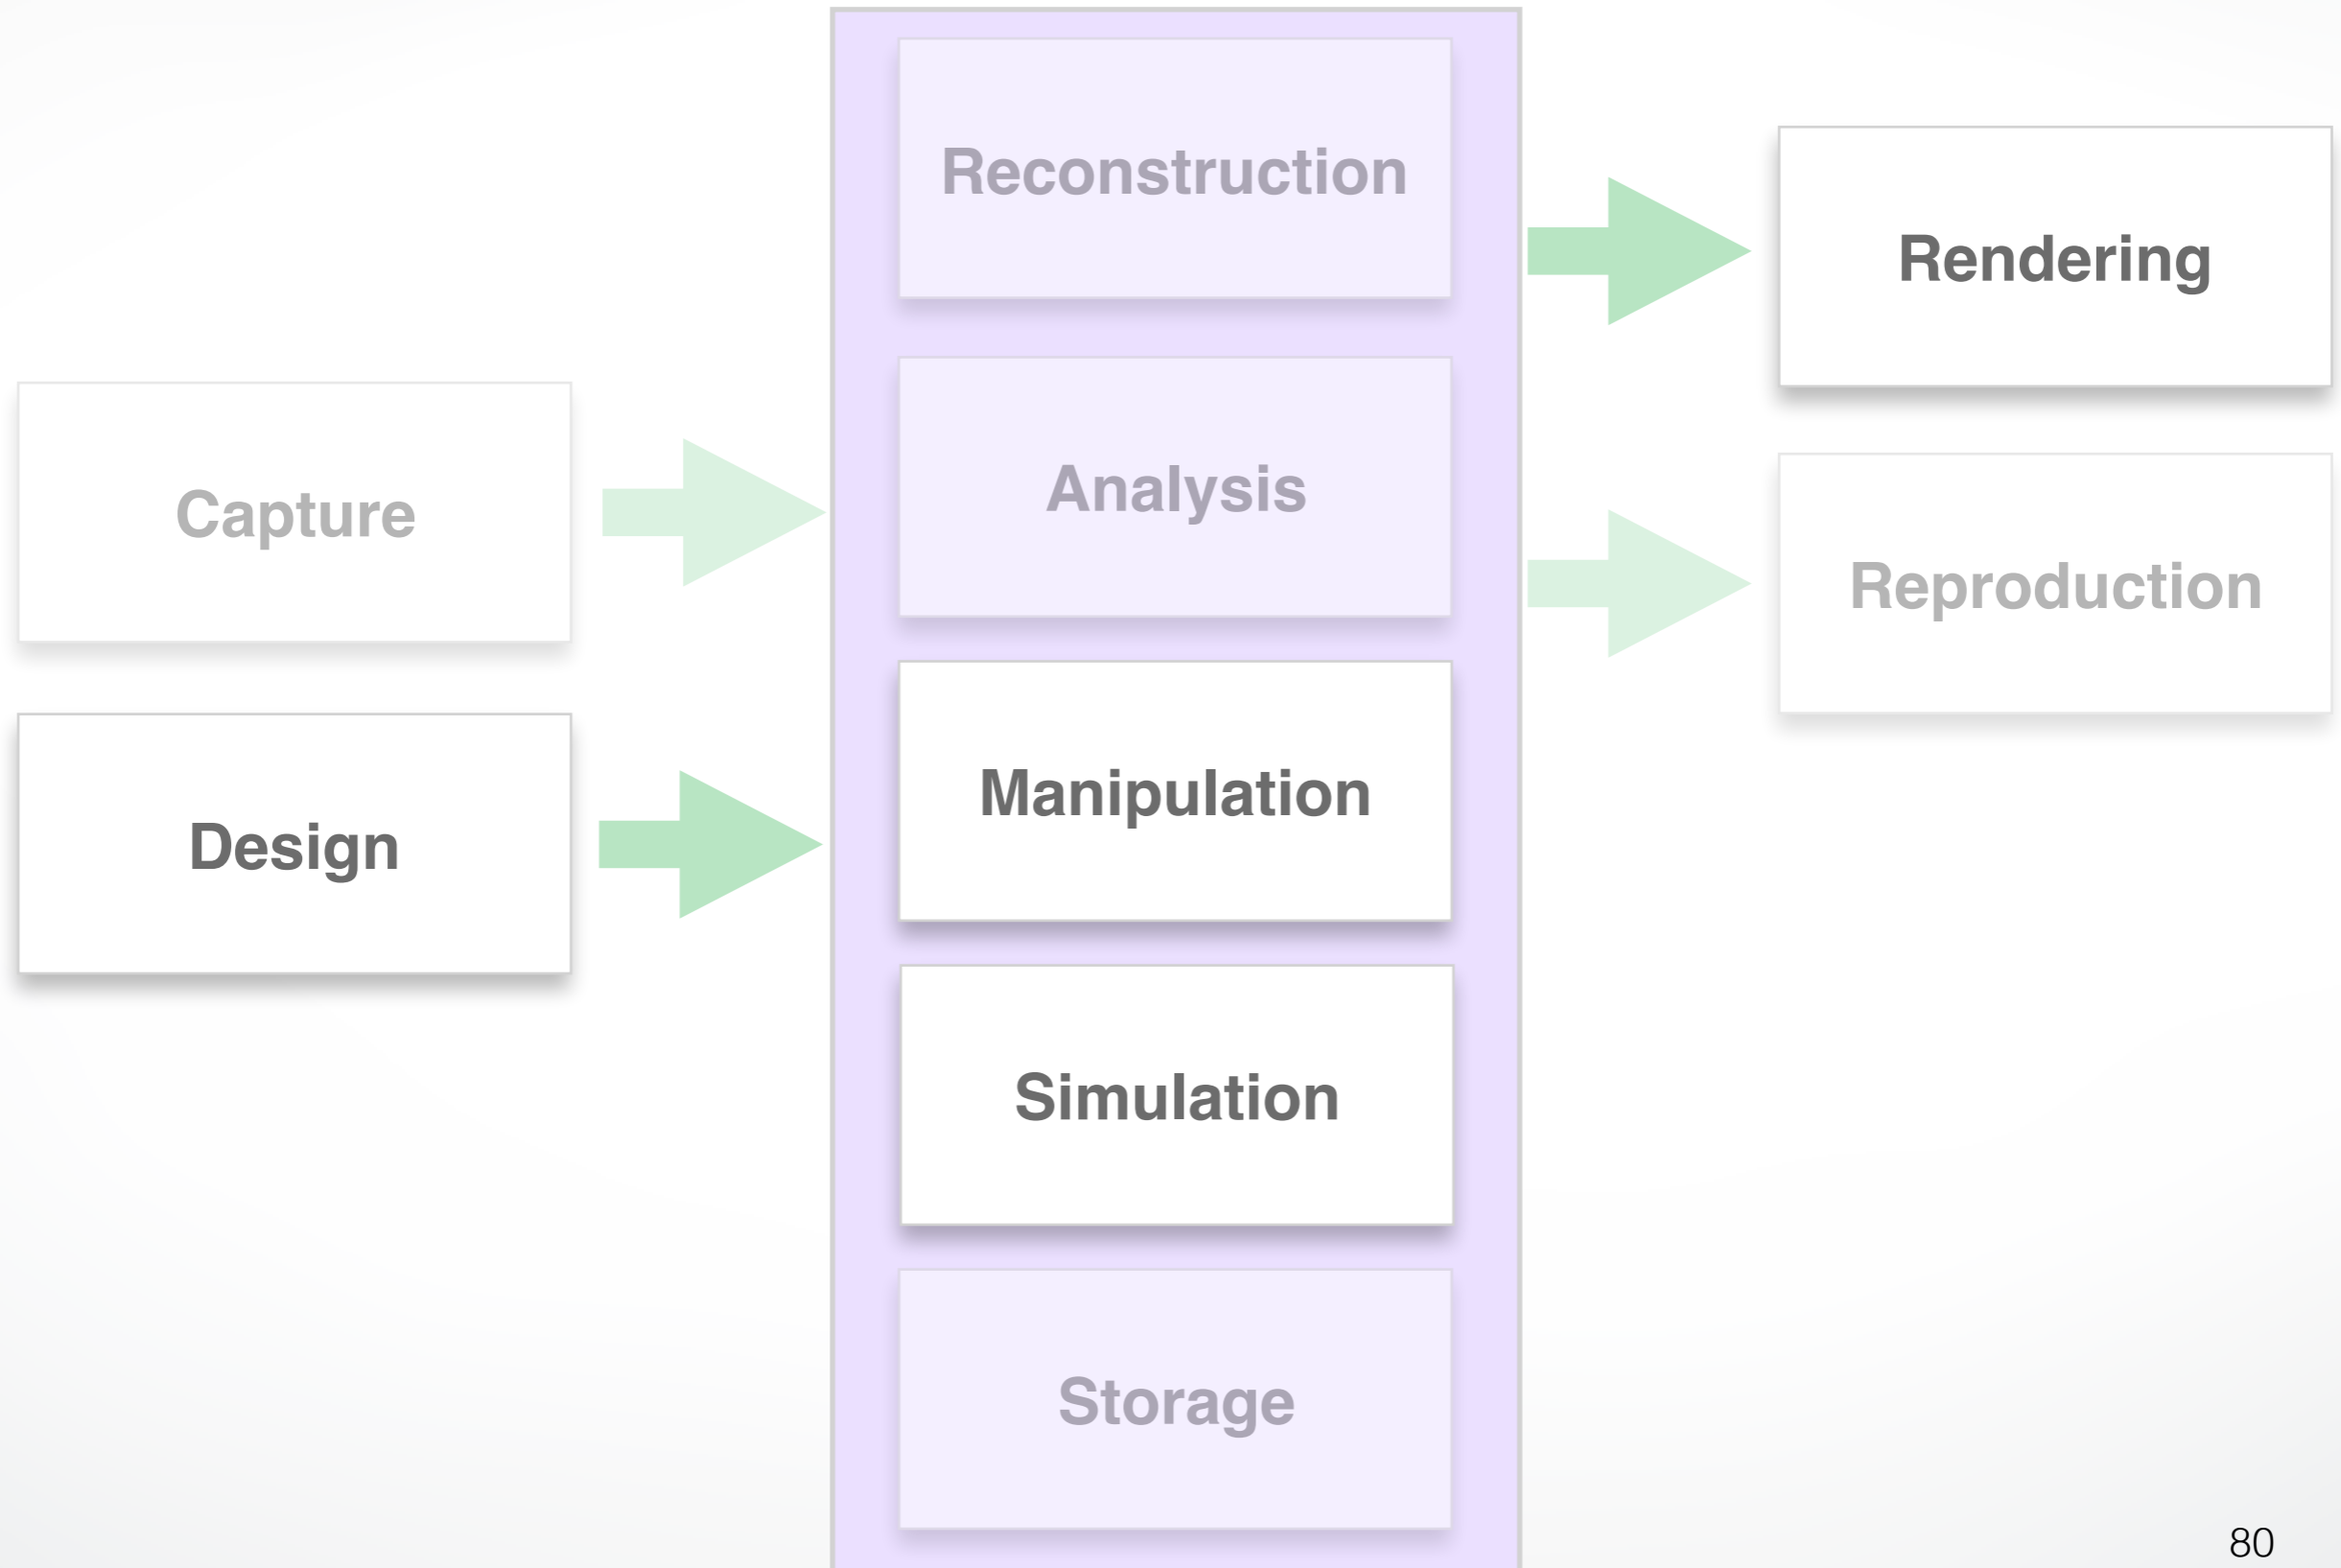 Capture
Design
Reconstruction
Analysis
Manipulation
Simulation
Storage
Rendering
Reproduction
80